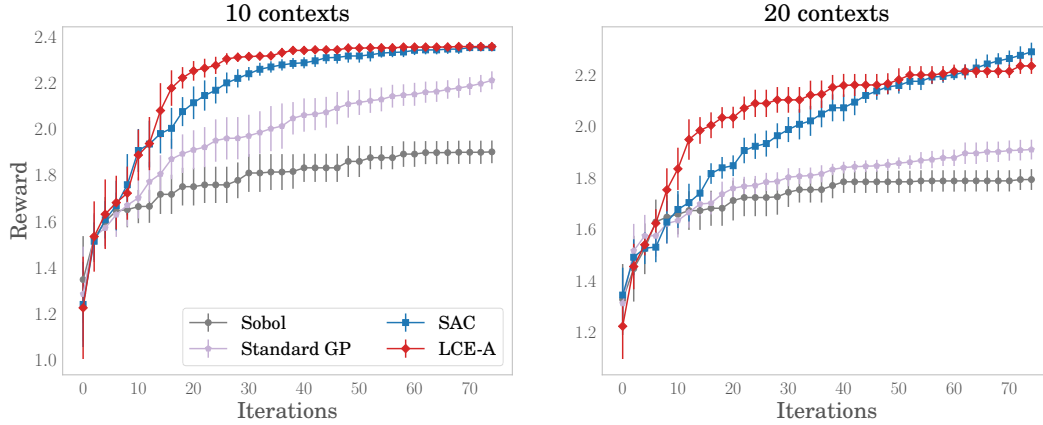 10 contexts
20 contexts
Reward
2.4
2.2
2.0
1.8
1.6
1.4
1.2
1.0
2.2
2.0
1.8
1.6
1.4
1.2
Sobol
Standard GP
SAC
LCE-A
0 10 20 30 40 50 60 70
0 10 20 30 40 50 60 70
Iterations
Iterations